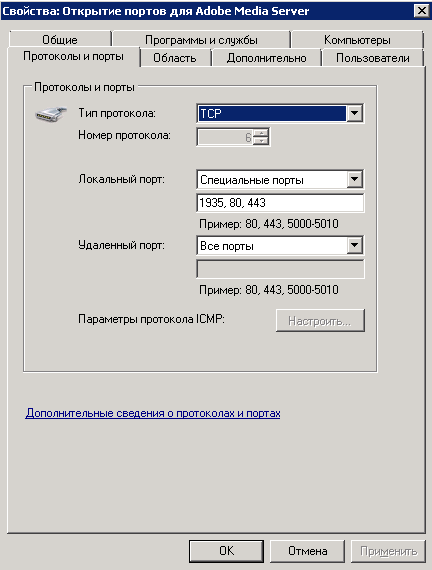 Свойства: Открытие портов для Adobe Media Server
Общие Программы и службы Компьютеры
Протоколы и порты Область Дополнительно Пользователи
Протоколы и порты
Тип протокола: TCP
Номер протокола: 6
Локальный порт: Специальные порты
1935, 80, 443
Пример: 80, 443, 5000-5010
Удаленный порт: Все порты
Пример: 80, 443, 5000-5010
Параметры протокола ICMP: Настроить...
Дополнительные сведения о протоколах и портах
OK Отмена Применить